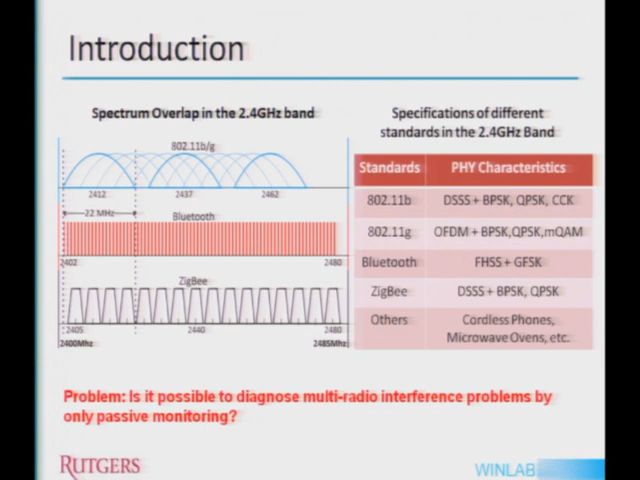 Introduction
Spectrum Overlap in the 2.4GHz band
802.11b/g
2412 2437 2462
22 MHz
Bluetooth
2402 2480
ZigBee
2405 2440 2480
2400Mhz 2485Mhz
Specifications of different
standards in the 2.4GHz Band
Standards PHY Characteristics
802.11b DSSS + BPSK, QPSK, CCK
802.11g OFDM + BPSK,QPSK,mQAM
Bluetooth FHSS + GFSK
ZigBee DSSS + BPSK, QPSK
Others Cordless Phones,
Microwave Ovens, etc.
Problem: Is it possible to diagnose multi-radio interference problems by
only passive monitoring?
RUTGERS
WINLAB